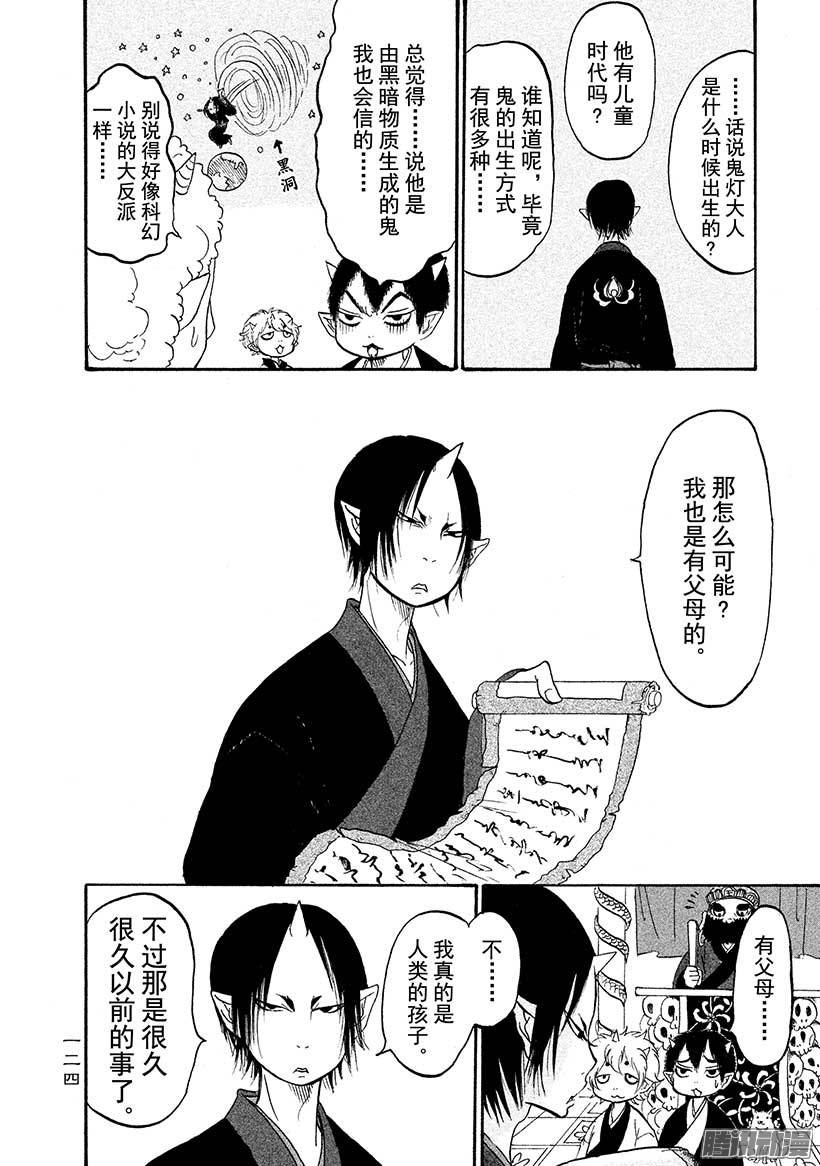 ……话说鬼灯大人
是什么时候出生的？
他有儿童
时代吗？
谁知道呢，毕竟
鬼的出生方式
有很多种……
总觉得……说他是
由黑暗物质生成的鬼
我也会信的……
←黑洞
别说得好像科幻
小说的大反派
一样……
那怎么可能？
我也是有父母的。
有父母……
不……
我真的是
人类的孩子。
不过那是很久
很久以前的事了。
一二四
腾讯动漫